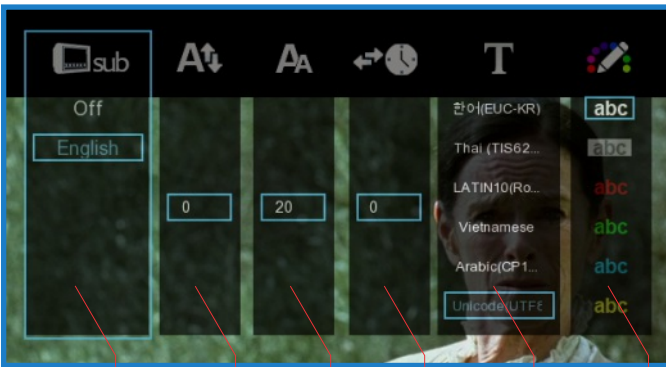 sub
A
AA
T
Off
English
0
20
0
한어(EUC-KR)
Thai (TIS62...
LATIN10(Ro...
Vietnamese
Arabic(CP1...
Unicode(UTF8
abc
abc
abc
abc
abc
abc